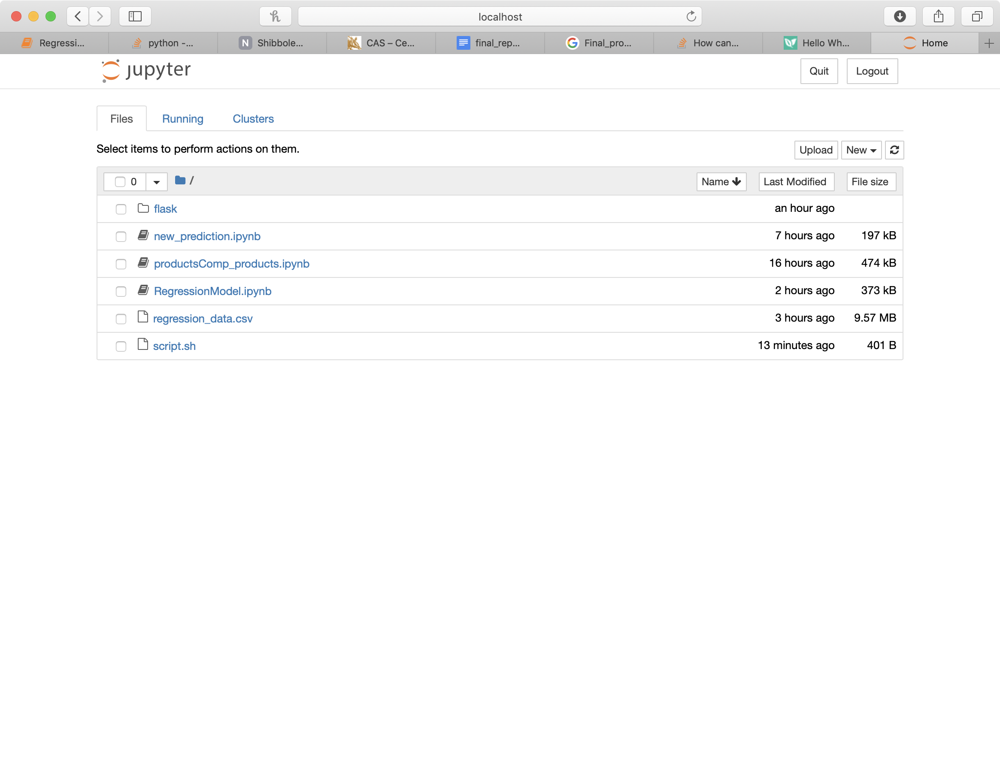 localhost
Regressi...
python -...
N Shibbole...
CAS – Ce...
final_rep...
G Final_pro...
How can...
Hello Wh...
Home
jupyter
Quit Logout
Files Running Clusters
Select items to perform actions on them.
Upload New
0 / Name Last Modified File size
flask an hour ago
new_prediction.ipynb 7 hours ago 197 kB
productsComp_products.ipynb 16 hours ago 474 kB
RegressionModel.ipynb 2 hours ago 373 kB
regression_data.csv 3 hours ago 9.57 MB
script.sh 13 minutes ago 401 B